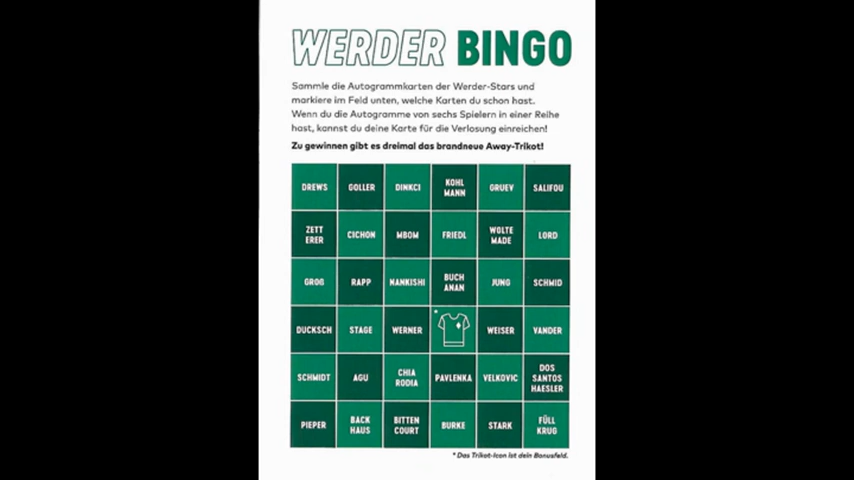 WERDER BINGO
Sammle die Autogrammkarten der Werder-Stars und
markiere im Feld unten, welche Karten du schon hast.
Wenn du die Autogramme von sechs Spielern in einer Reihe
hast, kannst du deine Karte für die Verlosung einreichen!
Zu gewinnen gibt es dreimal das brandneue Away-Trikot!
DREWS
GOLLER
DINKCI
KOHL
MANN
GRUEV
SALIFOU
ZETT
ERER
CICHON
MBOM
FRIEDL
WOLTE
MADE
LORD
GROß
RAPP
NANKISHI
BUCH
ANAN
JUNG
SCHMID
DUCKSCH
STAGE
WERNER
*
WEISER
VANDER
SCHMIDT
AGU
CHIA
RODIA
PAVLENKA
VELKOVIC
DOS
SANTOS
HAESLER
PIEPER
BACK
HAUS
BITTEN
COURT
BURKE
STARK
FÜLL
KRUG
* Das Trikot-Icon ist dein Bonusfeld.